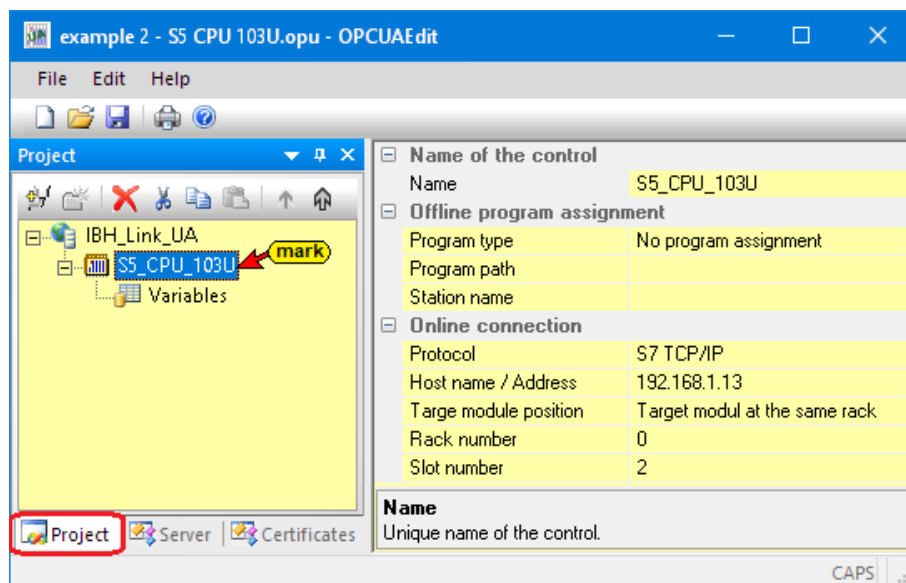 example 2 - S5 CPU 103U.opu - OPCUAEdit
File Edit Help
Project
IBH_Link_UA
S5_CPU_103U
mark
Variables
Name of the control
Name S5_CPU_103U
Offline program assignment
Program type No program assignment
Program path
Station name
Online connection
Protocol S7 TCP/IP
Host name / Address 192.168.1.13
Targe module position Target modul at the same rack
Rack number 0
Slot number 2
Name
Unique name of the control.
Project Server Certificates
CAPS